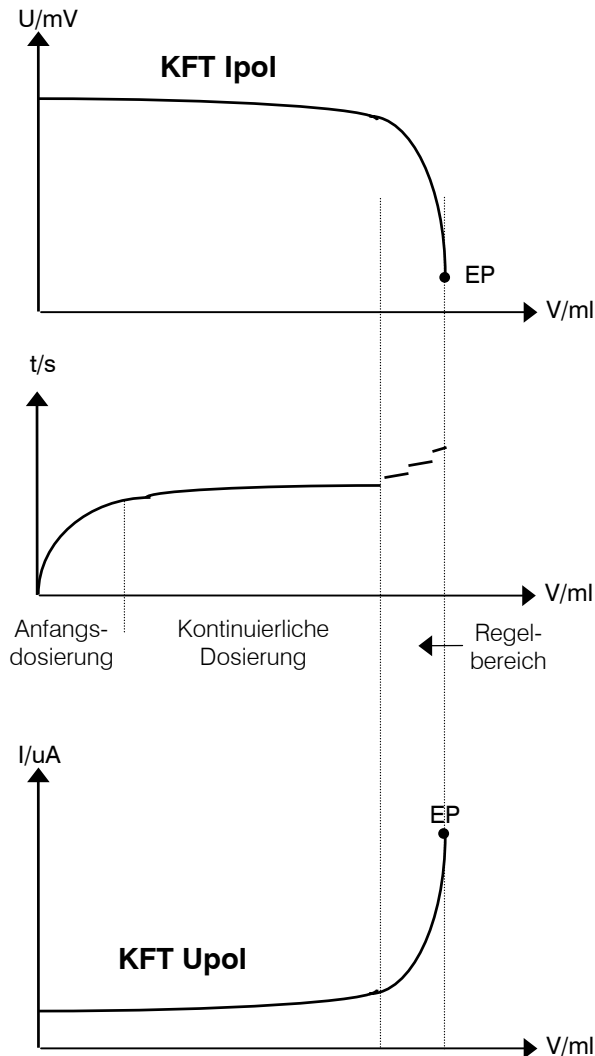 U/mV
KFT Ipol
EP
V/ml
t/s
V/ml
Anfangs-
dosierung
Kontinuierliche
Dosierung
Regel-
bereich
I/uA
EP
KFT Upol
V/ml